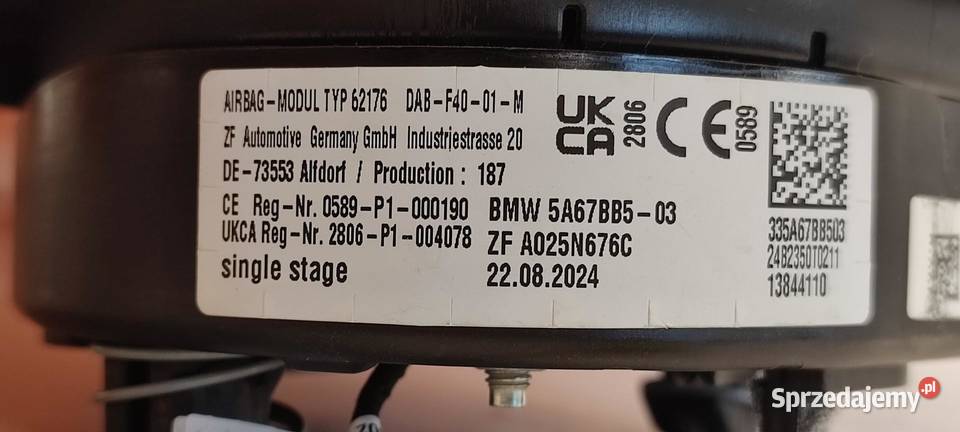 AIRBAG-MODUL TYP 62176 DAB-F40-01-M
ZF Automotive Germany GmbH Industriestrasse 20
DE-73553 Alfdorf / Production : 187
CE Reg-Nr. 0589-P1-000190 BMW 5A67BB5-03
UKCA Reg-Nr. 2806-P1-004078 ZF A025N676C
single stage 22.08.2024
UK
CA
2806
CE
0589
335A67BB503
24B2350T0211
13844110
Sprzedajemy.pl